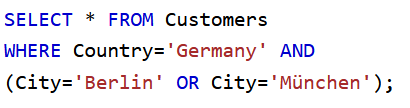 SELECT * FROM Customers
WHERE Country='Germany' AND
(City='Berlin' OR City='München');